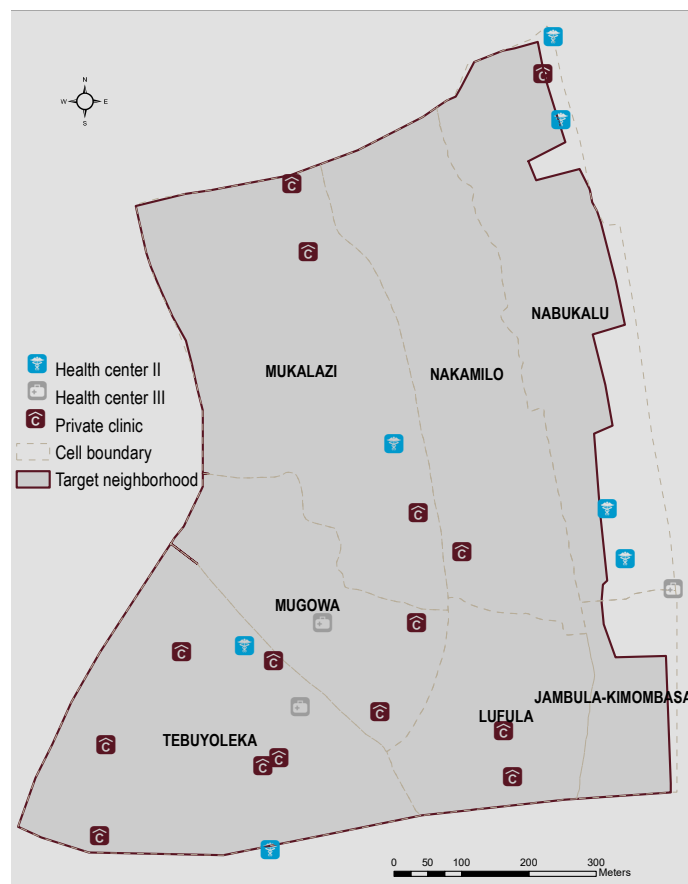 N
W E
S
NABUKALU
MUKALAZI
NAKAMILO
Health center II
Health center III
C Private clinic
Cell boundary
Target neighborhood
MUGOWA
JAMBULA-KIMOMBASA
LUFULA
TEBUYOLEKA
0 50 100 200 300
Meters